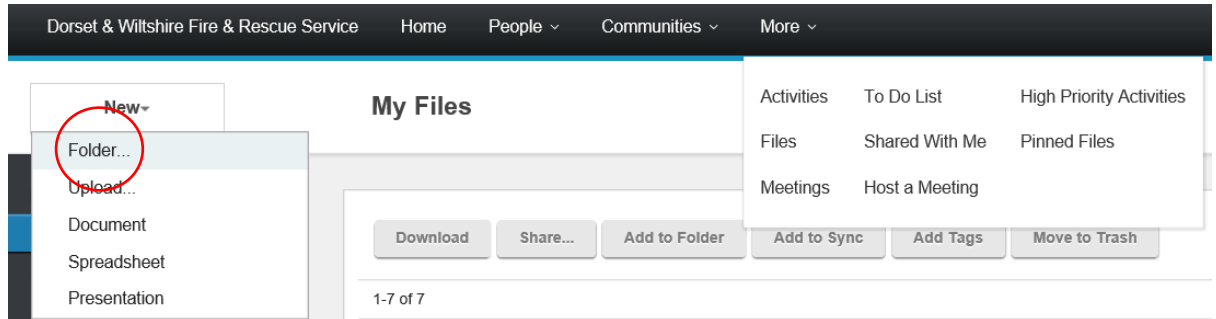 Dorset & Wiltshire Fire & Rescue Service Home People Communities More
New
My Files
Activities To Do List High Priority Activities
Files Shared With Me Pinned Files
Meetings Host a Meeting
Folder...
Upload...
Document
Spreadsheet
Presentation
Download Share... Add to Folder Add to Sync Add Tags Move to Trash
1-7 of 7